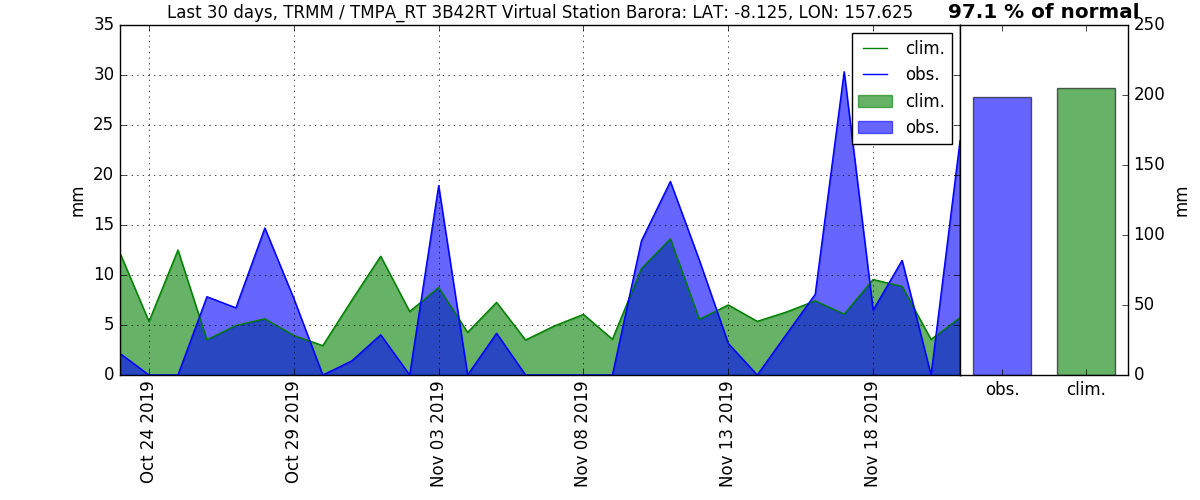 Last 30 days, TRMM / TMPA_RT 3B42RT Virtual Station Barora: LAT: -8.125, LON: 157.625
97.1 % of normal
35
30
25
20
15
10
5
0
mm
clim.
obs.
clim.
obs.
250
200
150
100
50
0
mm
obs.
clim.
Oct 24 2019
Oct 29 2019
Nov 03 2019
Nov 08 2019
Nov 13 2019
Nov 18 2019